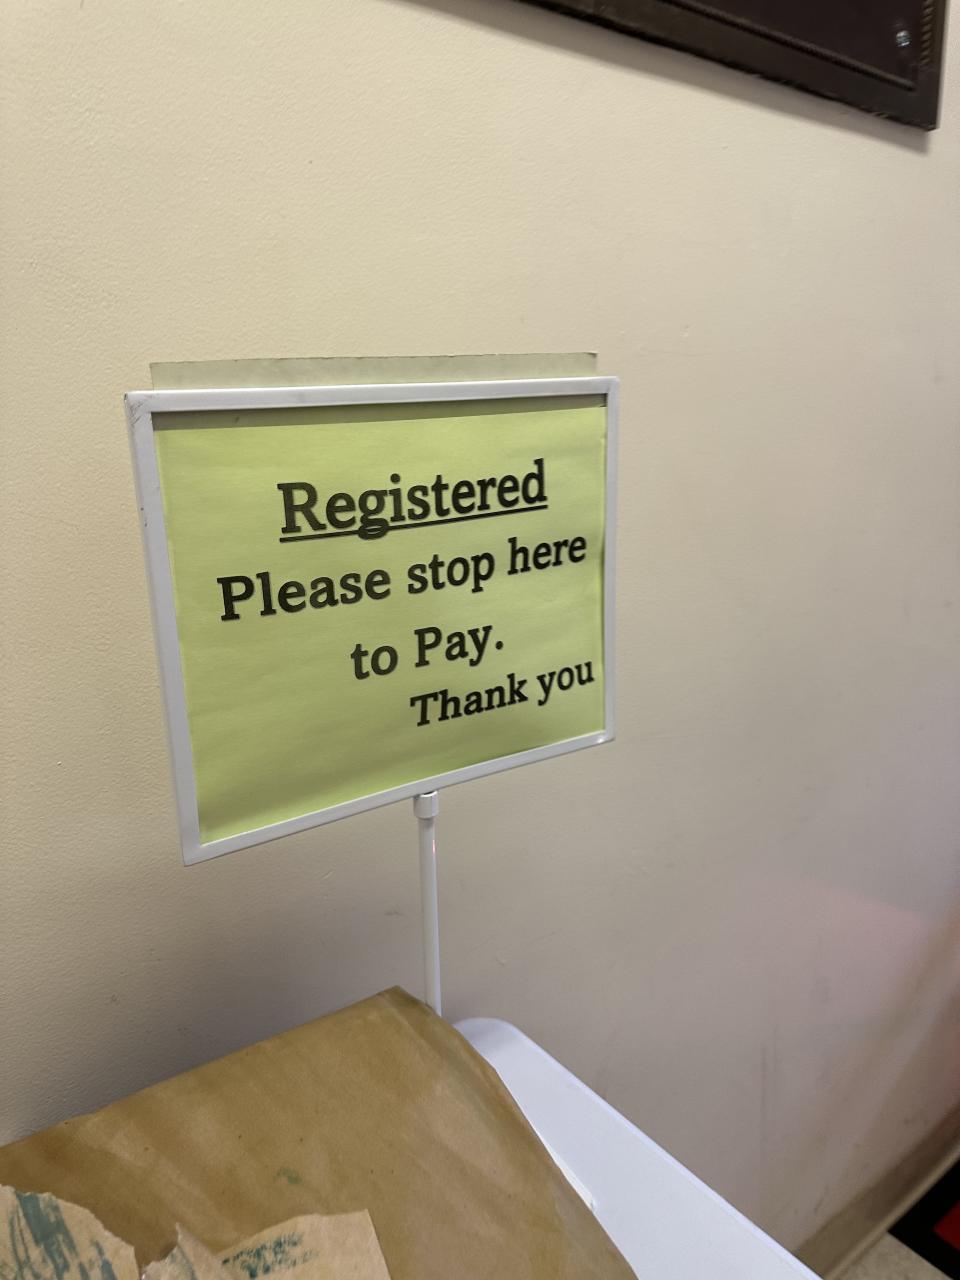 Registered
Please stop here
to Pay.
Thank you